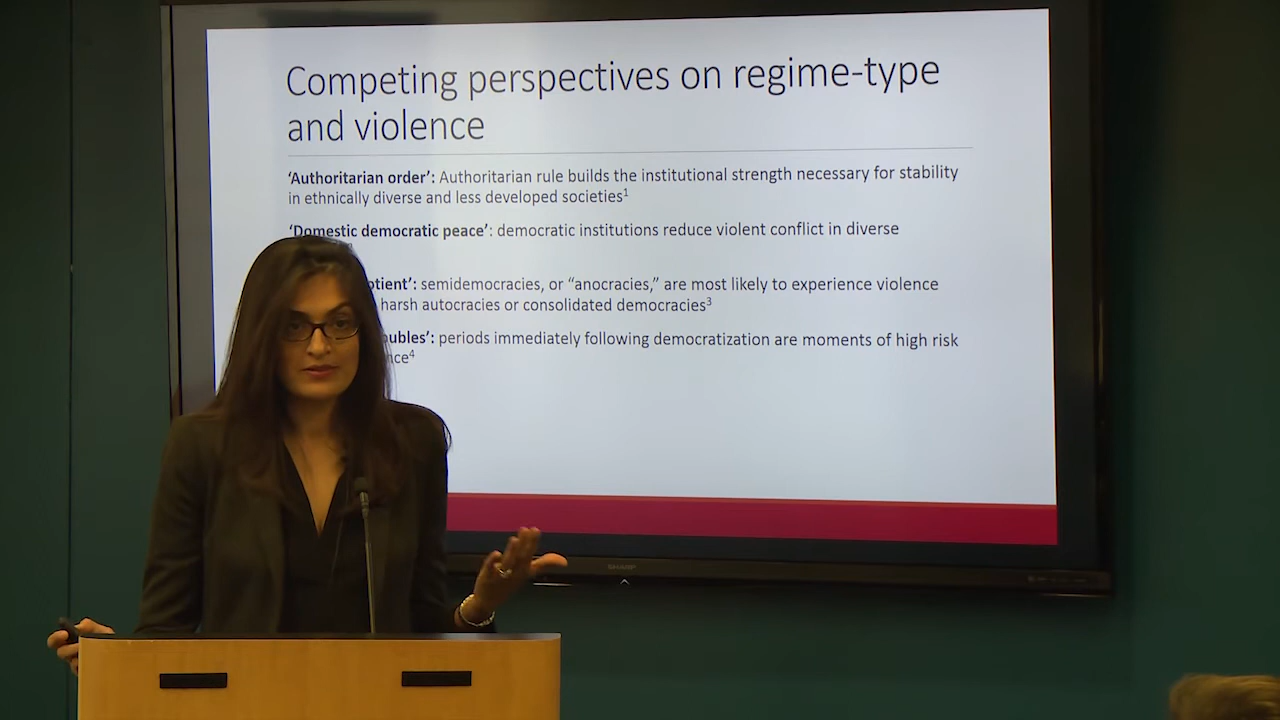 Competing perspectives on regime-type
and violence
‘Authoritarian order’: Authoritarian rule builds the institutional strength necessary for stability
in ethnically diverse and less developed societies1
‘Domestic democratic peace’: democratic institutions reduce violent conflict in diverse
otient’: semidemocracies, or “anocracies,” are most likely to experience violence
harsh autocracies or consolidated democracies3
oubles’: periods immediately following democratization are moments of high risk
nce4
SHARP